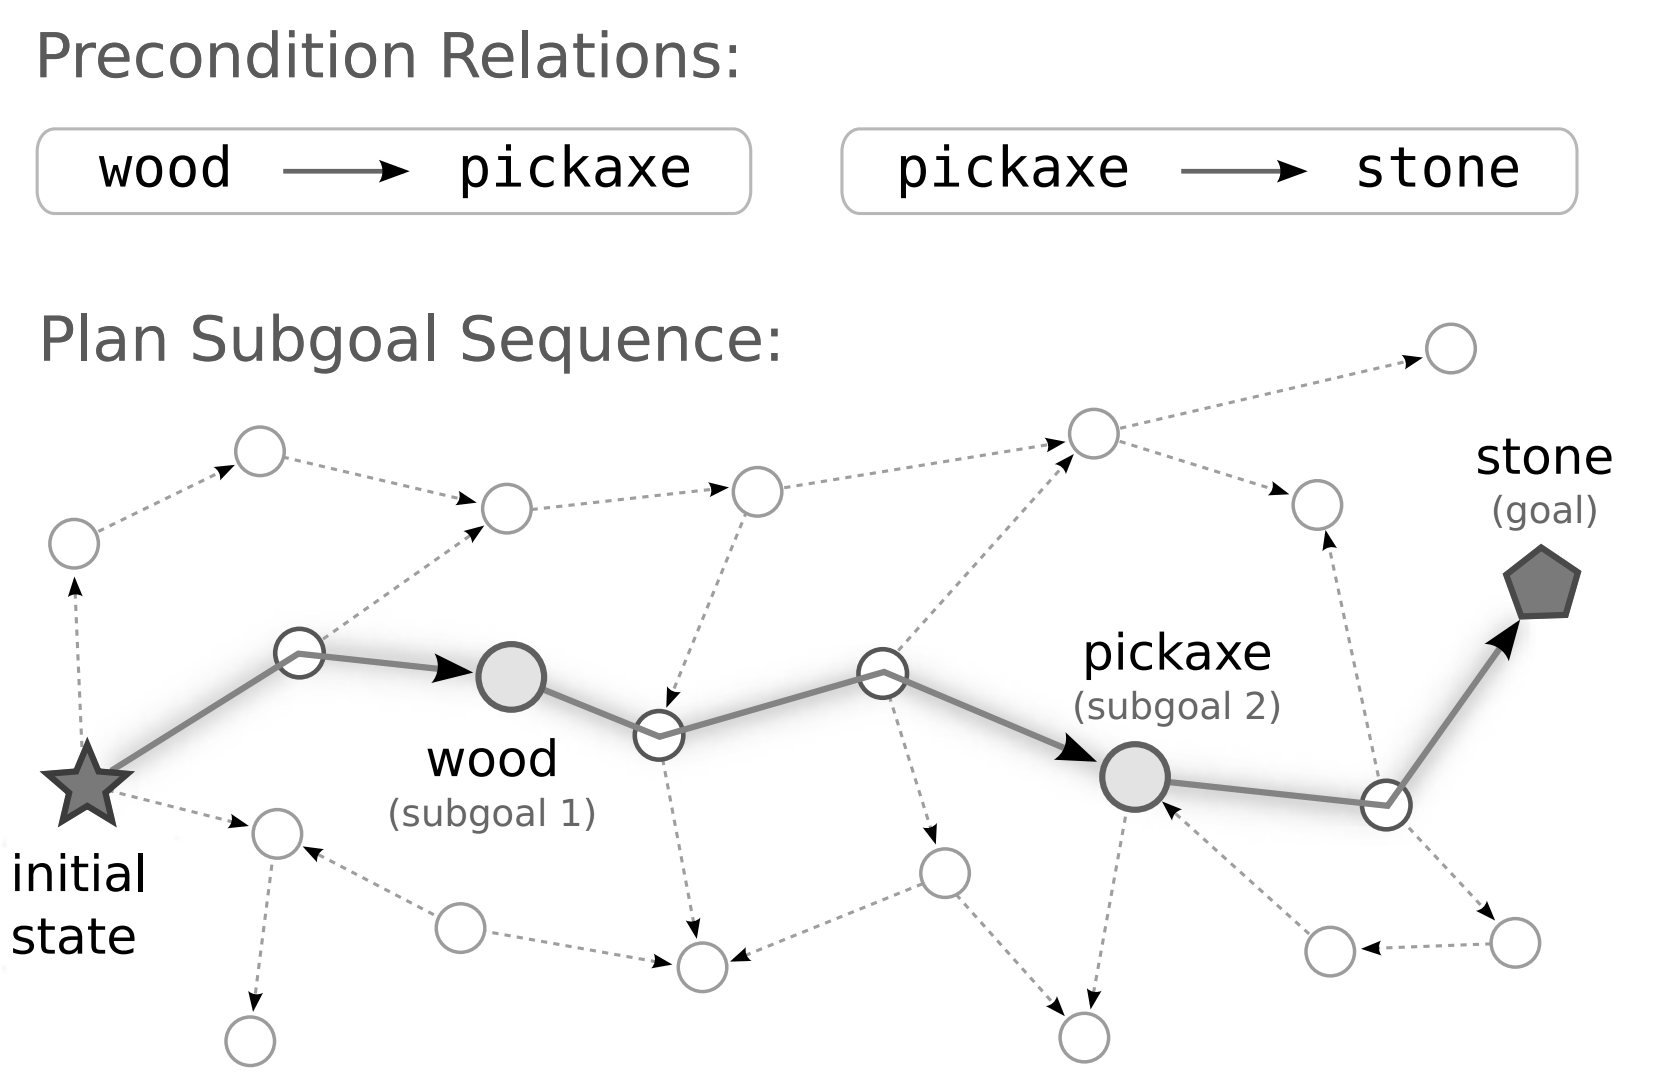 Precondition Relations:
wood → pickaxe
pickaxe → stone
Plan Subgoal Sequence:
stone
(goal)
pickaxe
(subgoal 2)
wood
(subgoal 1)
initial
state